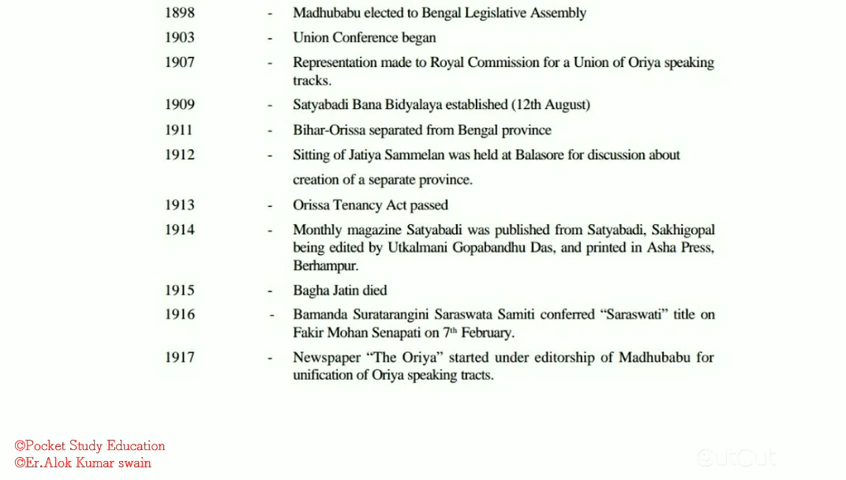 1898 - Madhubabu elected to Bengal Legislative Assembly
1903 - Union Conference began
1907 - Representation made to Royal Commission for a Union of Oriya speaking
tracks.
1909 - Satyabadi Bana Bidyalaya established (12th August)
1911 - Bihar-Orissa separated from Bengal province
1912 - Sitting of Jatiya Sammelan was held at Balasore for discussion about
creation of a separate province.
1913 - Orissa Tenancy Act passed
1914 - Monthly magazine Satyabadi was published from Satyabadi, Sakhigopal
being edited by Utkalmani Gopabandhu Das, and printed in Asha Press,
Berhampur.
1915 - Bagha Jatin died
1916 - Bamanda Suratarangini Saraswata Samiti conferred “Saraswati” title on
Fakir Mohan Senapati on 7th February.
1917 - Newspaper “The Oriya” started under editorship of Madhubabu for
unification of Oriya speaking tracts.
©Pocket Study Education
©Er.Alok Kumar swain
CutCut